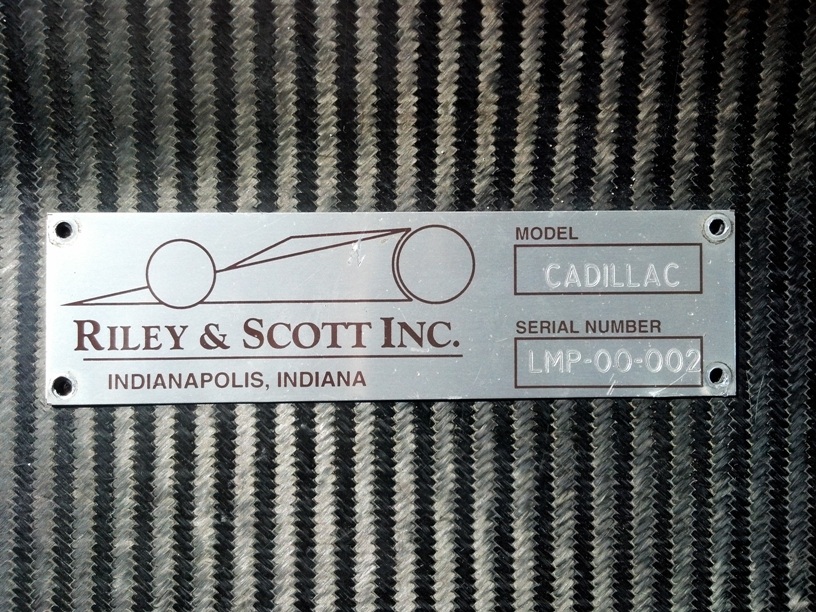 RILEY & SCOTT INC.
INDIANAPOLIS, INDIANA
MODEL
CADILLAC
SERIAL NUMBER
LMP-00-002